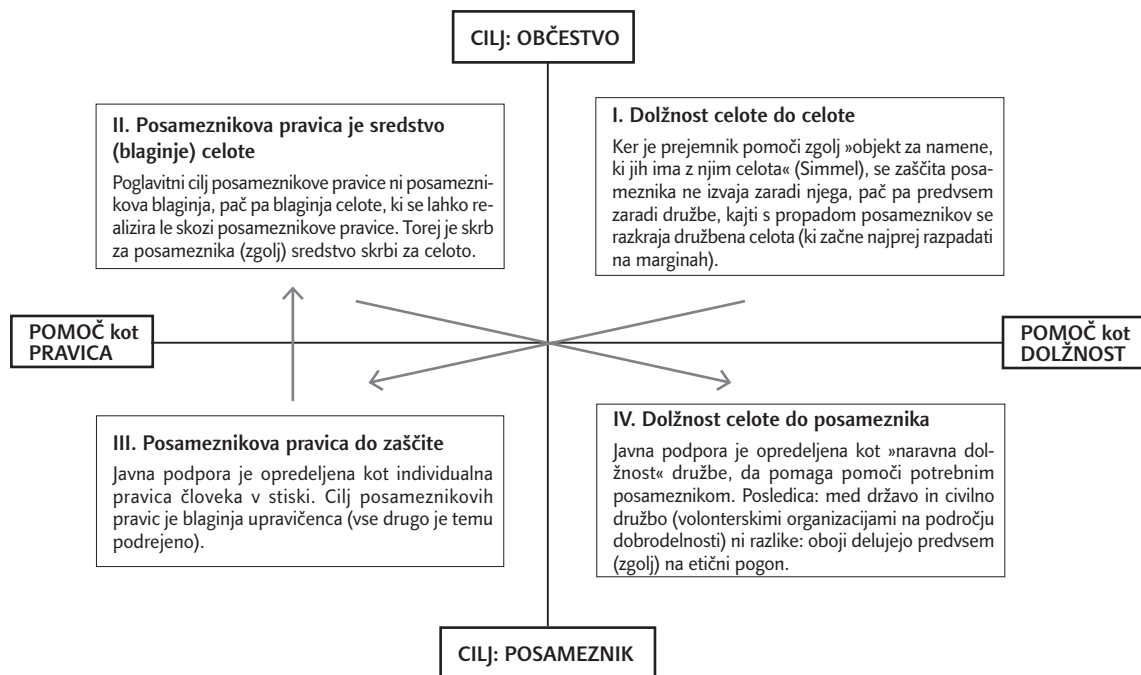 CILJ: OBČESTVO
II. Posameznikova pravica je sredstvo
(blaginje) celote
Poglavitni cilj posameznikove pravice ni posamezni-
kova blaginja, pač pa blaginja celote, ki se lahko re-
alizira le skozi posameznikove pravice. Torej je skrb
za posameznika (zgolj) sredstvo skrbi za celoto.
I. Dolžnost celote do celote
Ker je prejemnik pomoči zgolj »objekt za namene,
ki jih ima z njim celota« (Simmel), se zaščita posa-
meznika ne izvaja zaradi njega, pač pa predvsem
zaradi družbe, kajti s propadom posameznikov se
razkraja družbena celota (ki začne najprej razpadati
na marginah).
POMOČ kot
PRAVICA
POMOČ kot
DOLŽNOST
III. Posameznikova pravica do zaščite
Javna podpora je opredeljena kot individualna
pravica človeka v stiski. Cilj posameznikovih
pravic je blaginja upravičenca (vse drugo je temu
podrejeno).
IV. Dolžnost celote do posameznika
Javna podpora je opredeljena kot »naravna dol-
žnost« družbe, da pomaga pomoči potrebnim
posameznikom. Posledica: med državo in civilno
družbo (volonterskimi organizacijami na področju
dobrodelnosti) ni razlike: oboji delujejo predvsem
(zgolj) na etični pogon.
CILJ: POSAMEZNIK